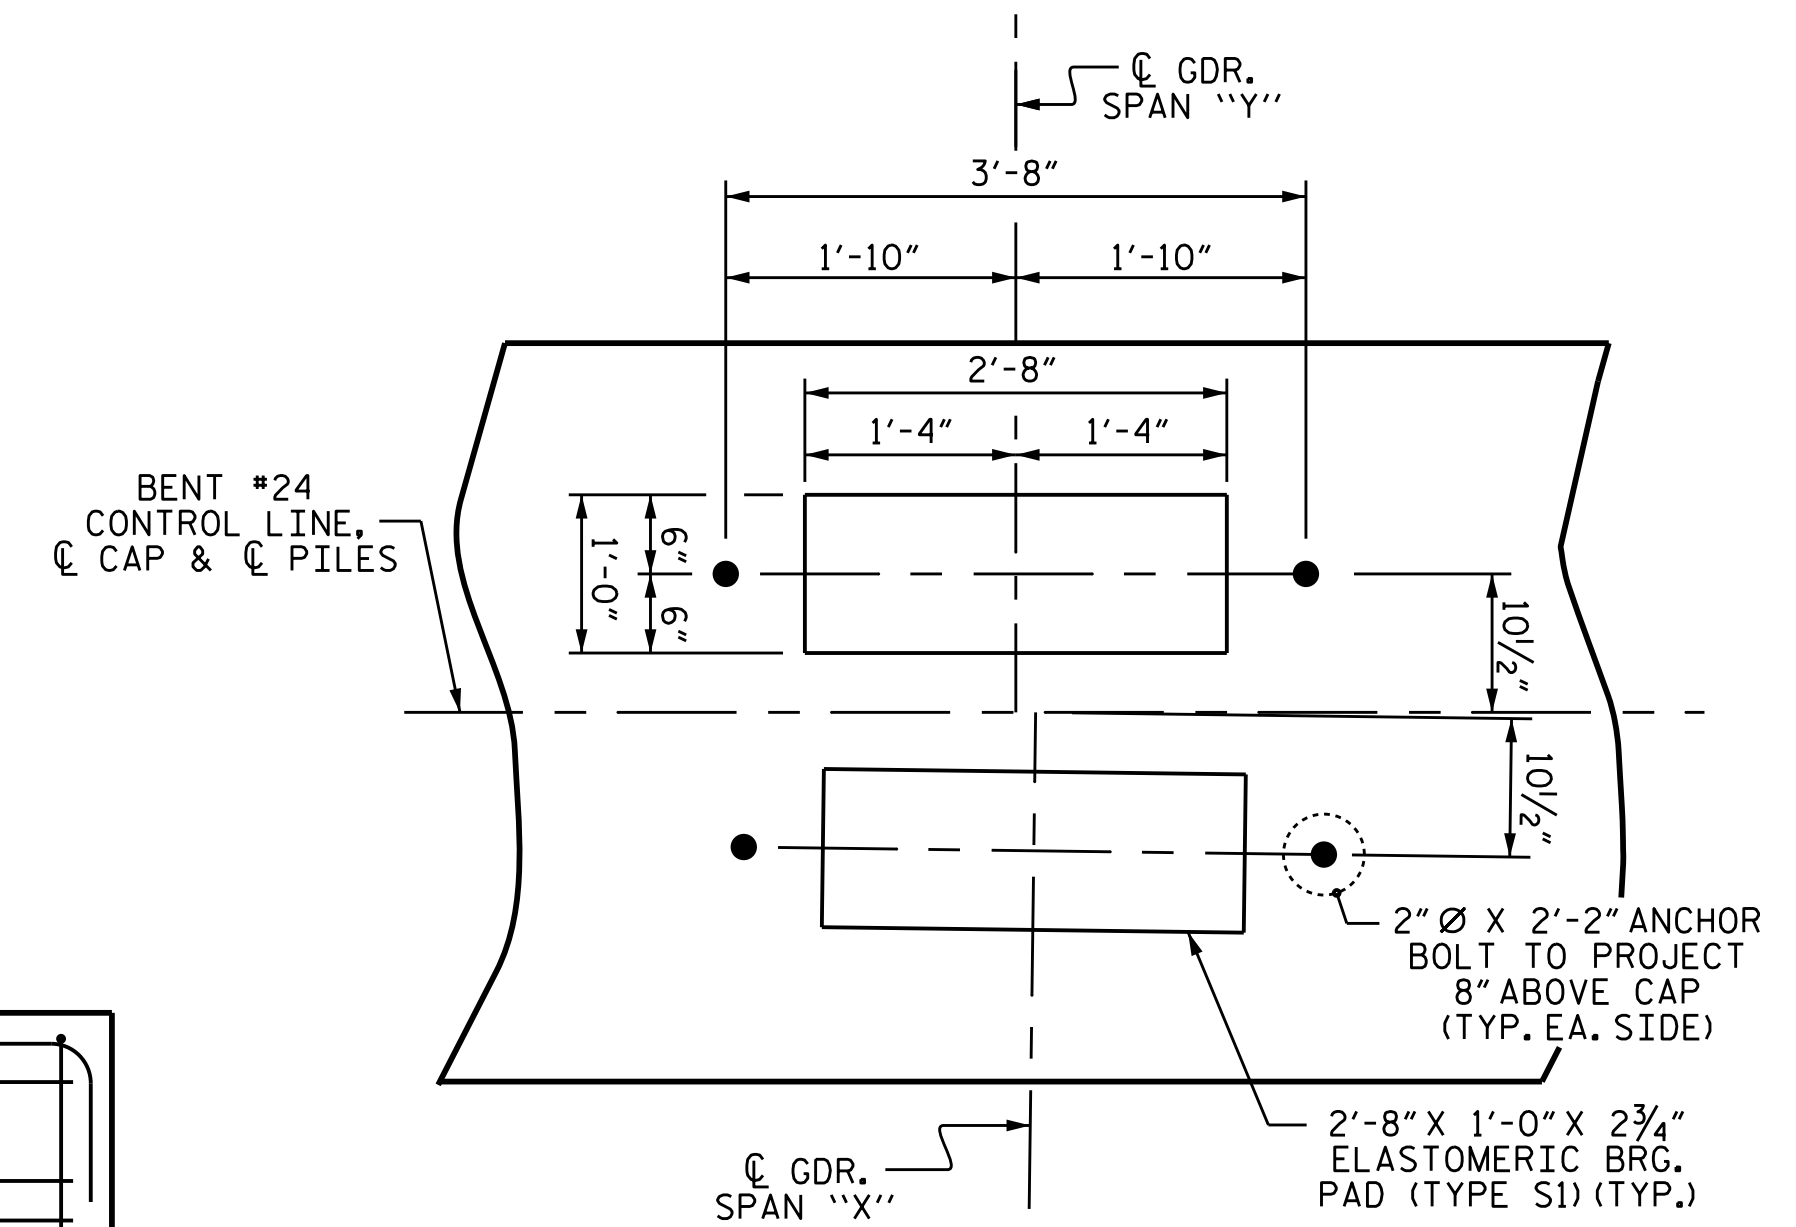 ℄ GDR.
SPAN ''Y''
3'-8"
1'-10" 1'-10"
2'-8"
1'-4" 1'-4"
BENT #24
CONTROL LINE,
℄ CAP & ℄ PILES
1'-0"
6"
6"
10½"
10½"
2"Ø X 2'-2" ANCHOR
BOLT TO PROJECT
8" ABOVE CAP
(TYP. EA. SIDE)
2'-8" X 1'-0" X 2¾"
ELASTOMERIC BRG.
PAD (TYPE S1) (TYP.)
℄ GDR.
SPAN ''X''